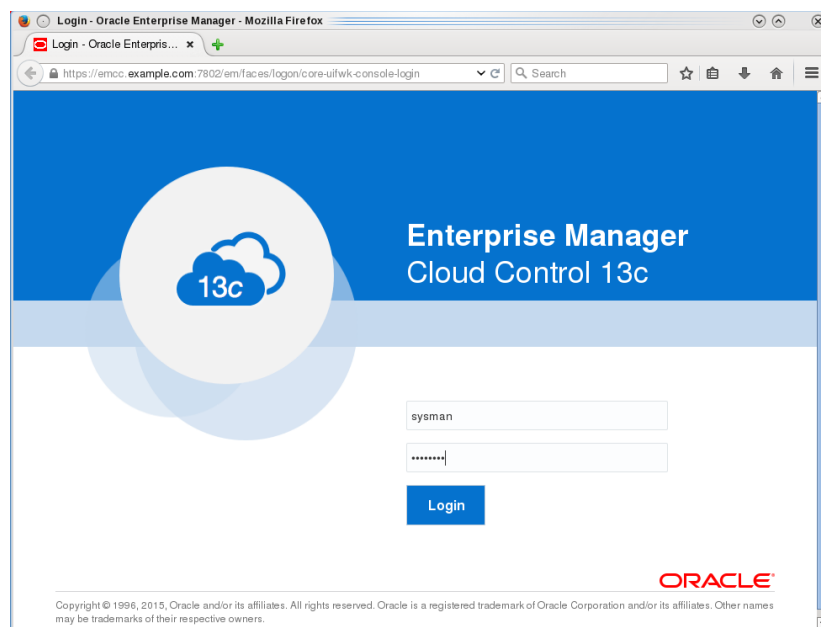 Login - Oracle Enterprise Manager - Mozilla Firefox
Login - Oracle Enterpris...
https://emcc.example.com:7802/em/faces/logon/core-uifwk-console-login
Search
13c
Enterprise Manager
Cloud Control 13c
sysman
••••••••
Login
ORACLE
Copyright © 1996, 2015, Oracle and/or its affiliates. All rights reserved. Oracle is a registered trademark of Oracle Corporation and/or its affiliates. Other names
may be trademarks of their respective owners.